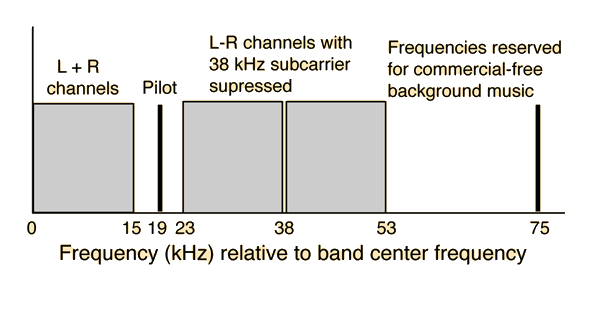 L + R
channels
Pilot
L-R channels with
38 kHz subcarrier
supressed
Frequencies reserved
for commercial-free
background music
0 15 19 23 38 53 75
Frequency (kHz) relative to band center frequency